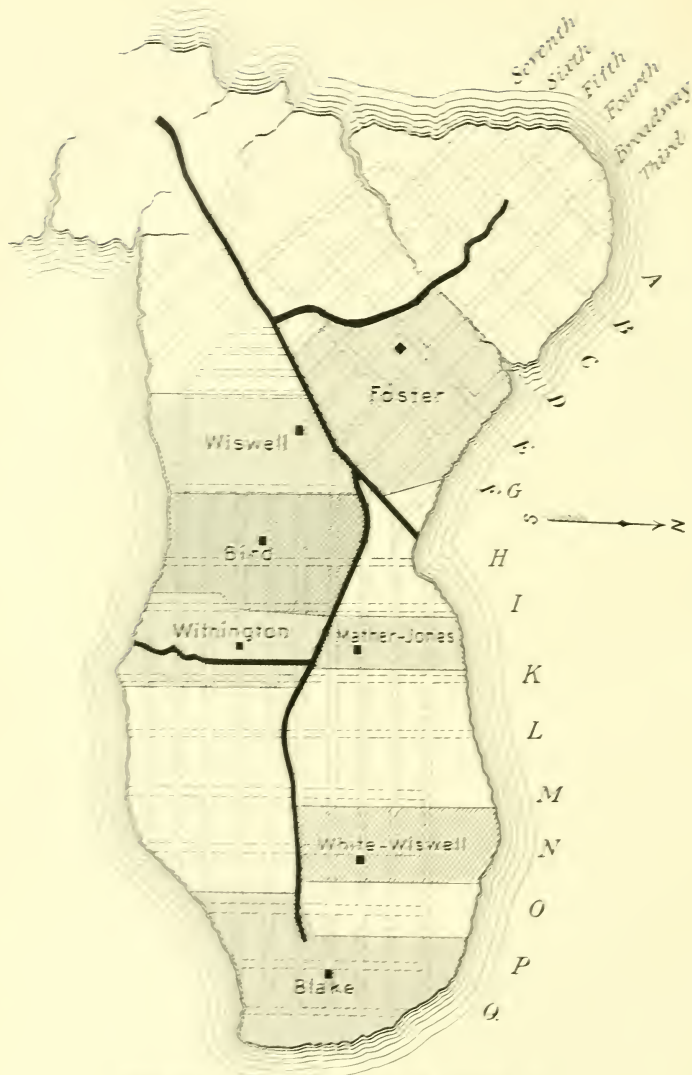 Seventh
Sixth
Fifth
Fourth
Broadway
Third
A
B
C
D
E
F
G
S N
H
I
K
L
M
N
O
P
Q
Foster
Wiswell
Bird
Withington
Mather-Jones
White-Wiswell
Blake